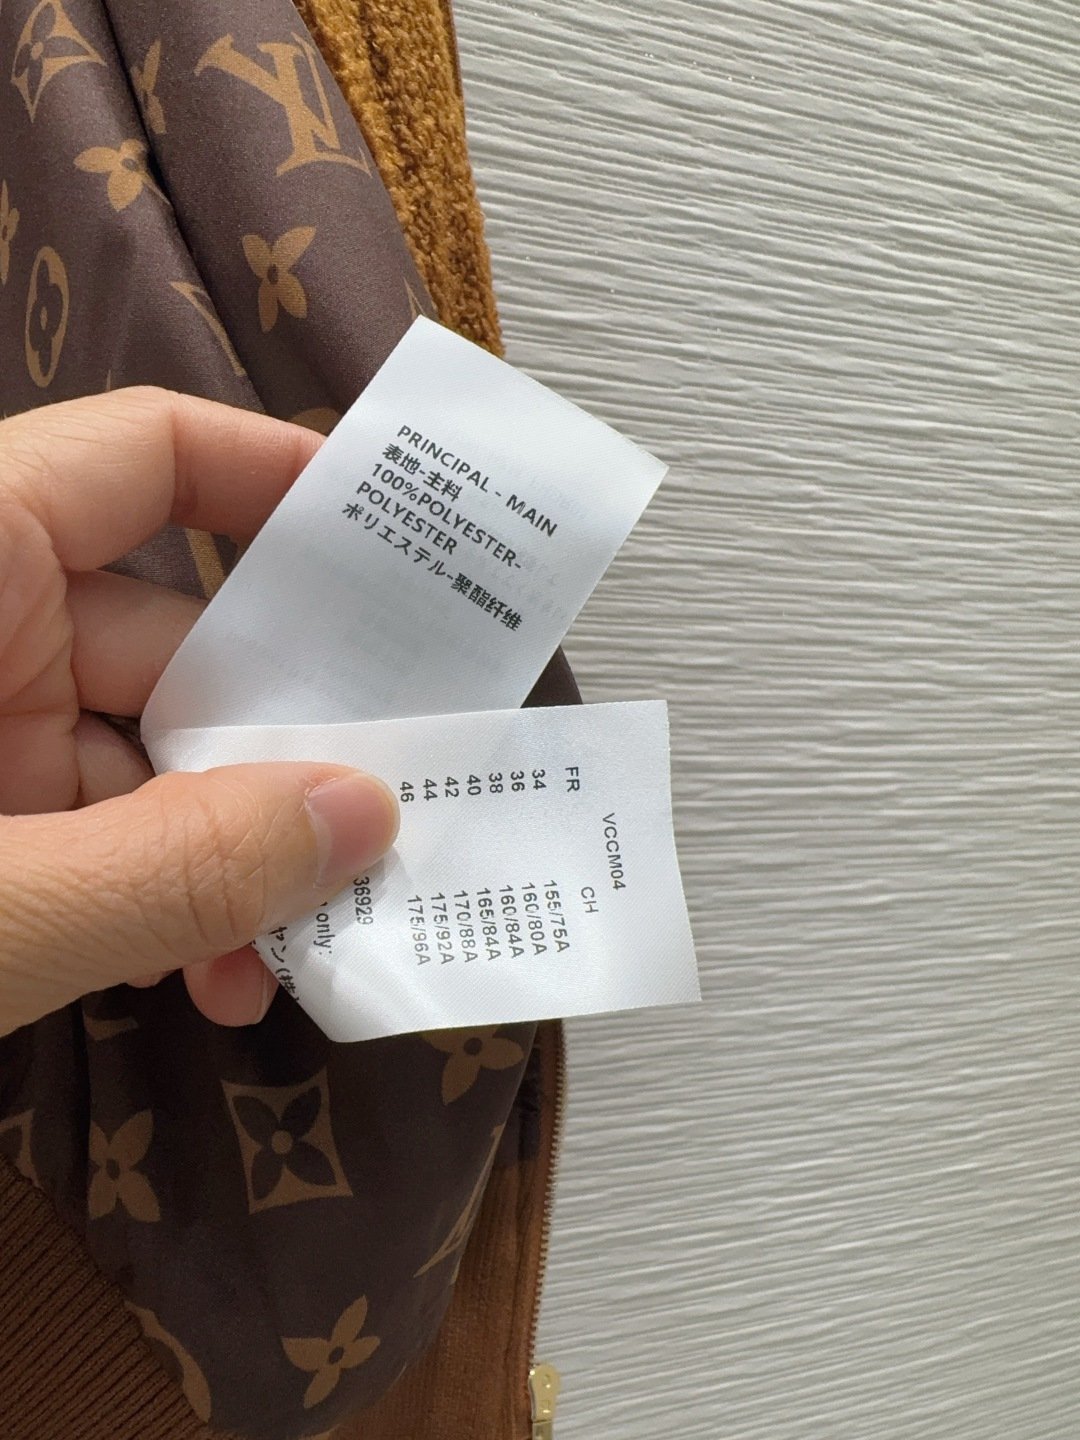 PRINCIPAL - MAIN
表地-主料
100%POLYESTER-
POLYESTER
ポリエステル-聚酯纤维
VCCM04
FR CH
34 155/75A
36 160/80A
38 160/84A
40 165/84A
42 170/88A
44 175/92A
46 175/96A
36929
only:
LV